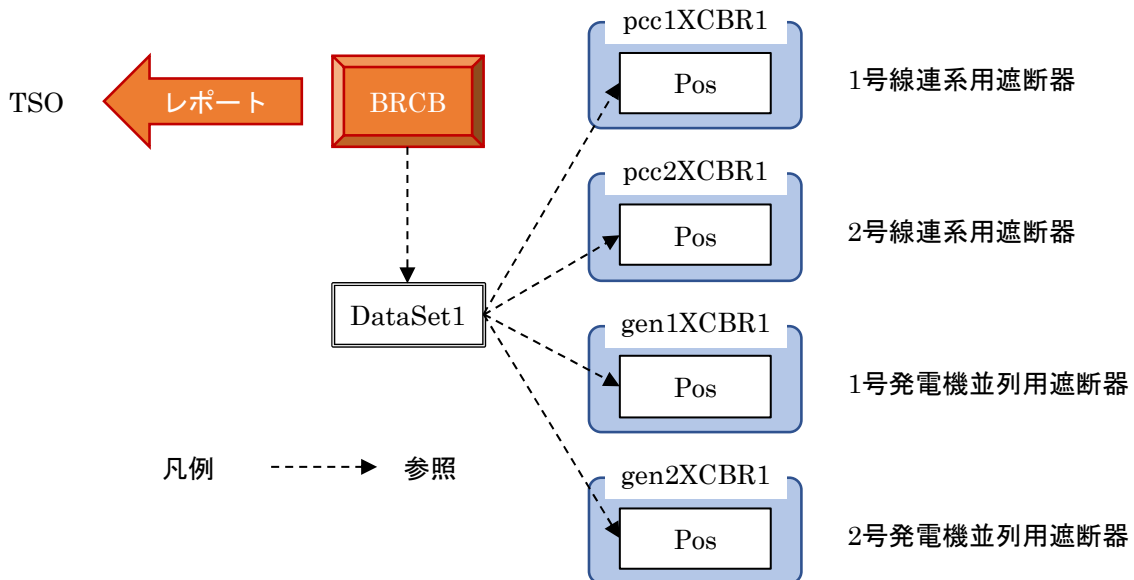 pcc1XCBR1
TSO
レポート
BRCB
Pos
1号線連系用遮断器
pcc2XCBR1
Pos
2号線連系用遮断器
DataSet1
gen1XCBR1
Pos
1号発電機並列用遮断器
凡例
参照
gen2XCBR1
Pos
2号発電機並列用遮断器